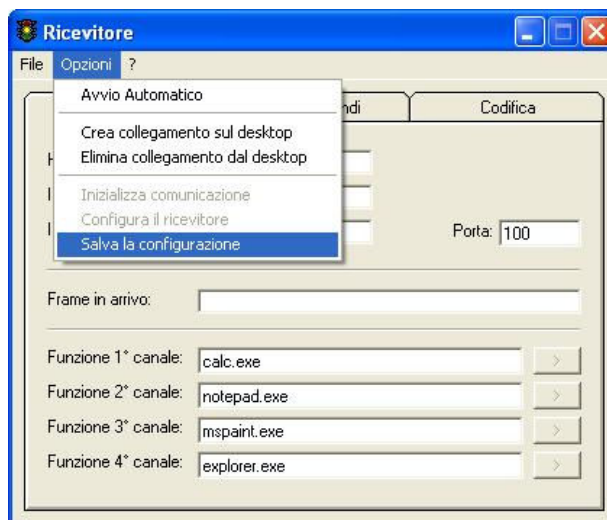 Ricevitore
File Opzioni ?
Avvio Automatico
Codifica
Crea collegamento sul desktop
Elimina collegamento dal desktop
Inizializza comunicazione
Configura il ricevitore
Porta: 100
Salva la configurazione
Frame in arrivo:
Funzione 1° canale: calc.exe >
Funzione 2° canale: notepad.exe >
Funzione 3° canale: mspaint.exe >
Funzione 4° canale: explorer.exe >